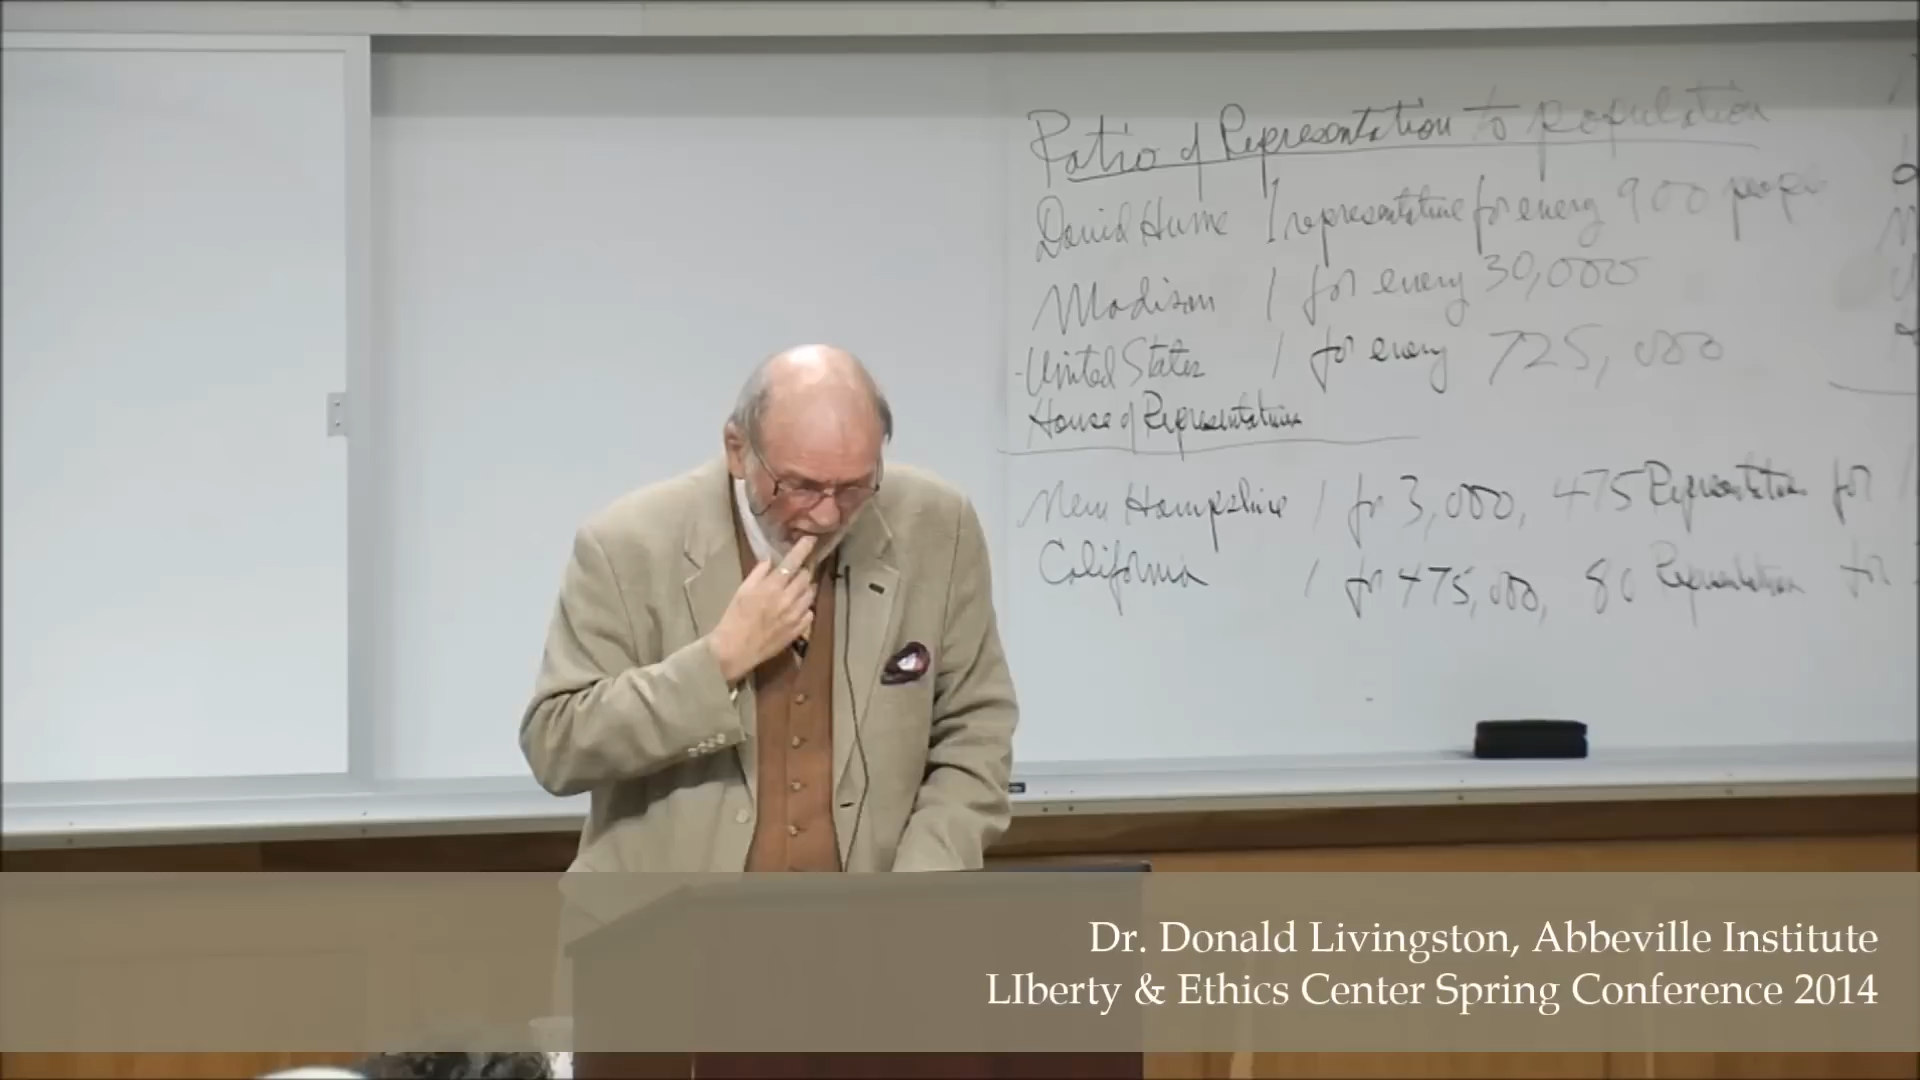 Ratio of Representation to population
David Hume 1 representative for every 900 people
Madison 1 for every 30,000
- United States 1 for every 725,000
House of Representatives
New Hampshire 1 for 3,000, 475 Representatives for
California 1 for 475,000, 80 Representatives for
Dr. Donald Livingston, Abbeville Institute
LIberty & Ethics Center Spring Conference 2014